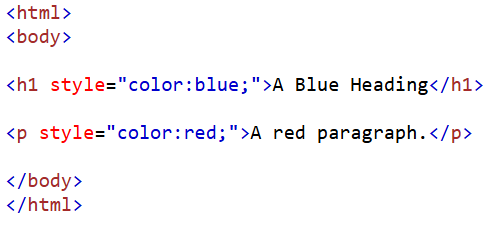 <html>
<body>
<h1 style="color:blue;">A Blue Heading</h1>
<p style="color:red;">A red paragraph.</p>
</body>
</html>